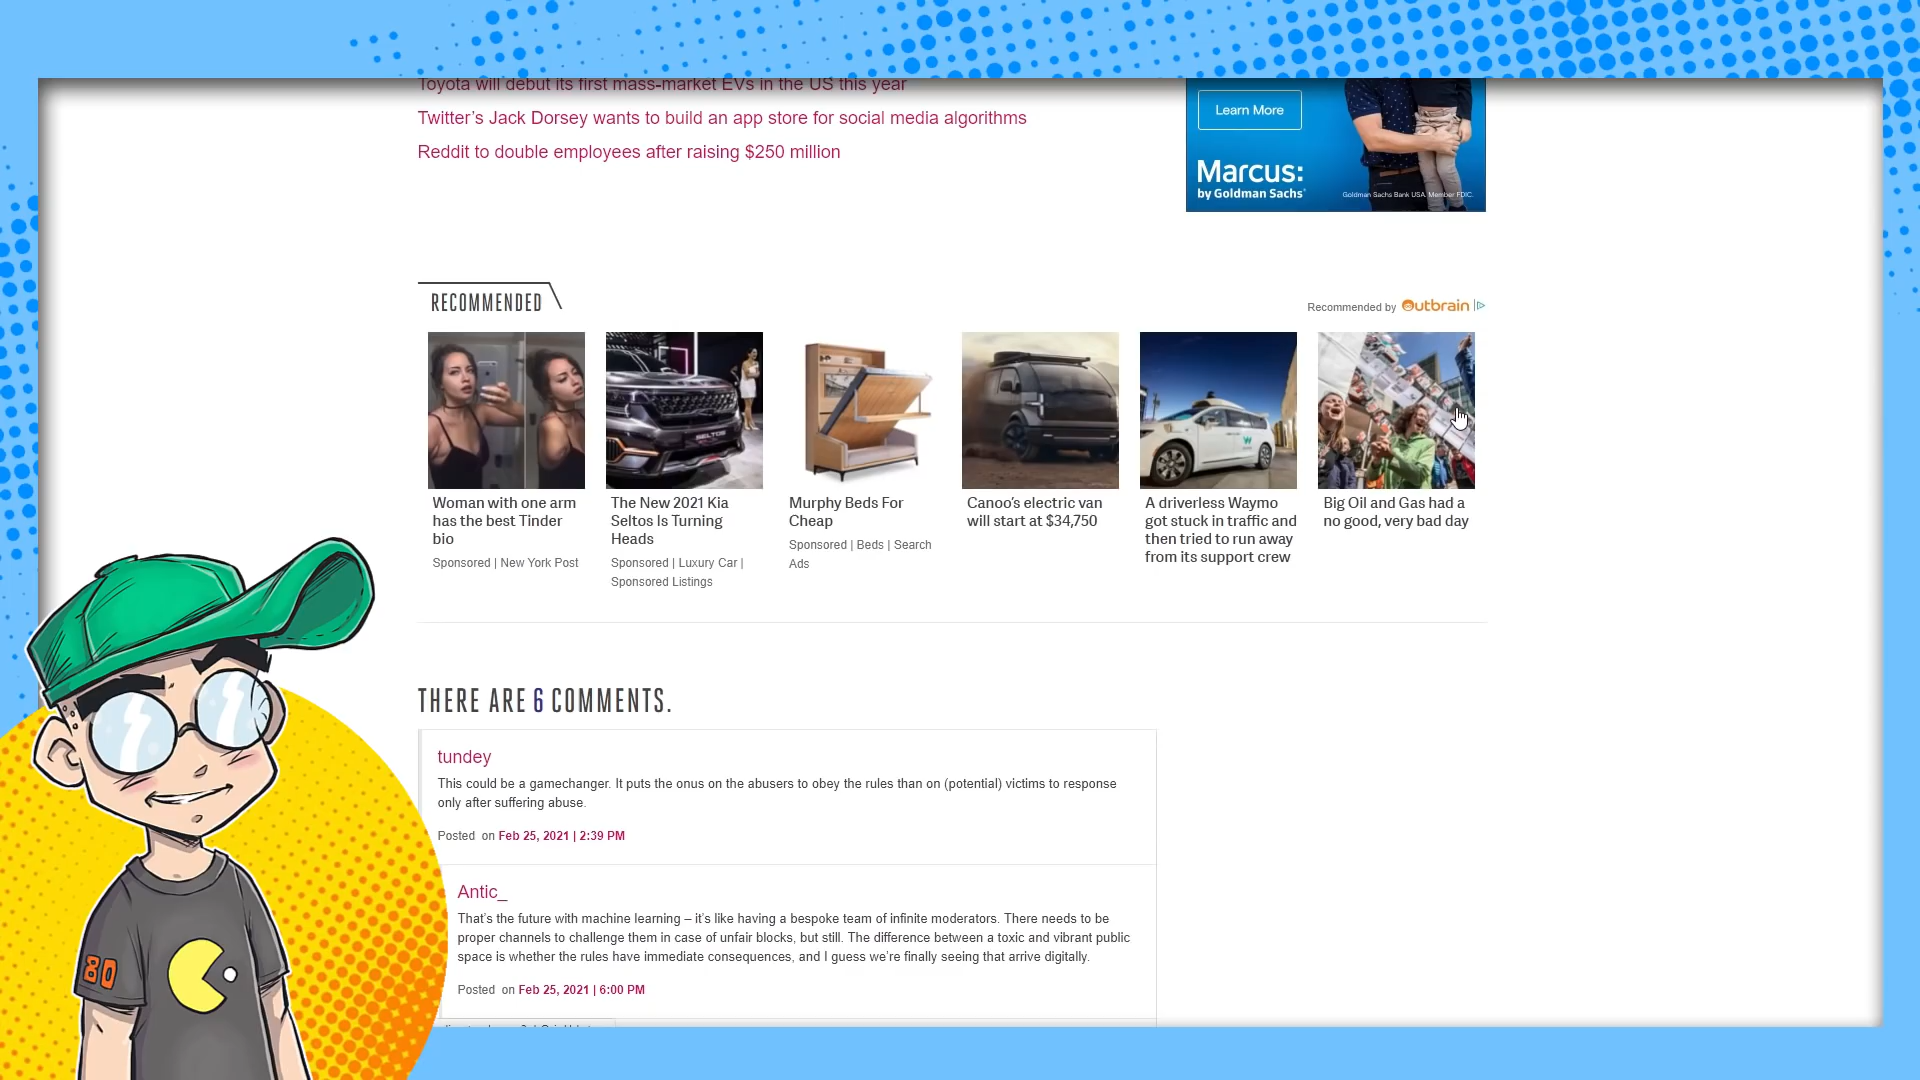 Toyota will debut its first mass-market EVs in the US this year
Twitter's Jack Dorsey wants to build an app store for social media algorithms
Reddit to double employees after raising $250 million
Learn More
Marcus:
by Goldman Sachs
Goldman Sachs Bank USA. Member FDIC.
RECOMMENDED
Recommended by Outbrain
SELTOS
Woman with one arm
has the best Tinder
bio
Sponsored | New York Post
The New 2021 Kia
Seltos Is Turning
Heads
Sponsored | Luxury Car |
Sponsored Listings
Murphy Beds For
Cheap
Sponsored | Beds | Search
Ads
Canoo's electric van
will start at $34,750
A driverless Waymo
got stuck in traffic and
then tried to run away
from its support crew
Big Oil and Gas had a
no good, very bad day
THERE ARE 6 COMMENTS.
tundey
This could be a gamechanger. It puts the onus on the abusers to obey the rules than on (potential) victims to response
only after suffering abuse.
Posted on Feb 25, 2021 | 2:39 PM
Antic_
That's the future with machine learning – it's like having a bespoke team of infinite moderators. There needs to be
proper channels to challenge them in case of unfair blocks, but still. The difference between a toxic and vibrant public
space is whether the rules have immediate consequences, and I guess we're finally seeing that arrive digitally.
Posted on Feb 25, 2021 | 6:00 PM
80